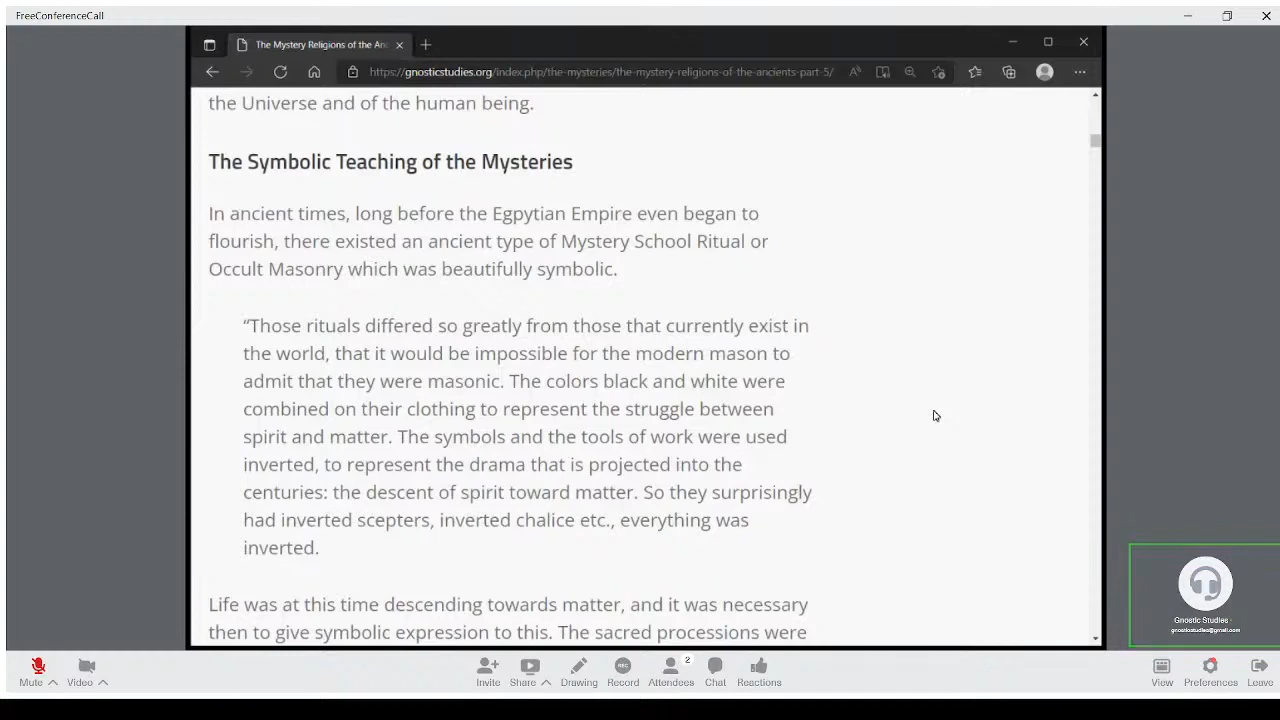 FreeConferenceCall
The Mystery Religions of the An
https://gnosticstudies.org/index.php/the-mysteries/the-mystery-religions-of-the-ancients-part-5/
the Universe and of the human being.
The Symbolic Teaching of the Mysteries
In ancient times, long before the Egpytian Empire even began to
flourish, there existed an ancient type of Mystery School Ritual or
Occult Masonry which was beautifully symbolic.
“Those rituals differed so greatly from those that currently exist in
the world, that it would be impossible for the modern mason to
admit that they were masonic. The colors black and white were
combined on their clothing to represent the struggle between
spirit and matter. The symbols and the tools of work were used
inverted, to represent the drama that is projected into the
centuries: the descent of spirit toward matter. So they surprisingly
had inverted scepters, inverted chalice etc., everything was
inverted.
Life was at this time descending towards matter, and it was necessary
then to give symbolic expression to this. The sacred processions were
Gnostic Studies -
gnosticstudies@gmail.com
Mute
Video
Invite
Share
Drawing
REC
Record
2
Attendees
Chat
Reactions
View
Preferences
Leave